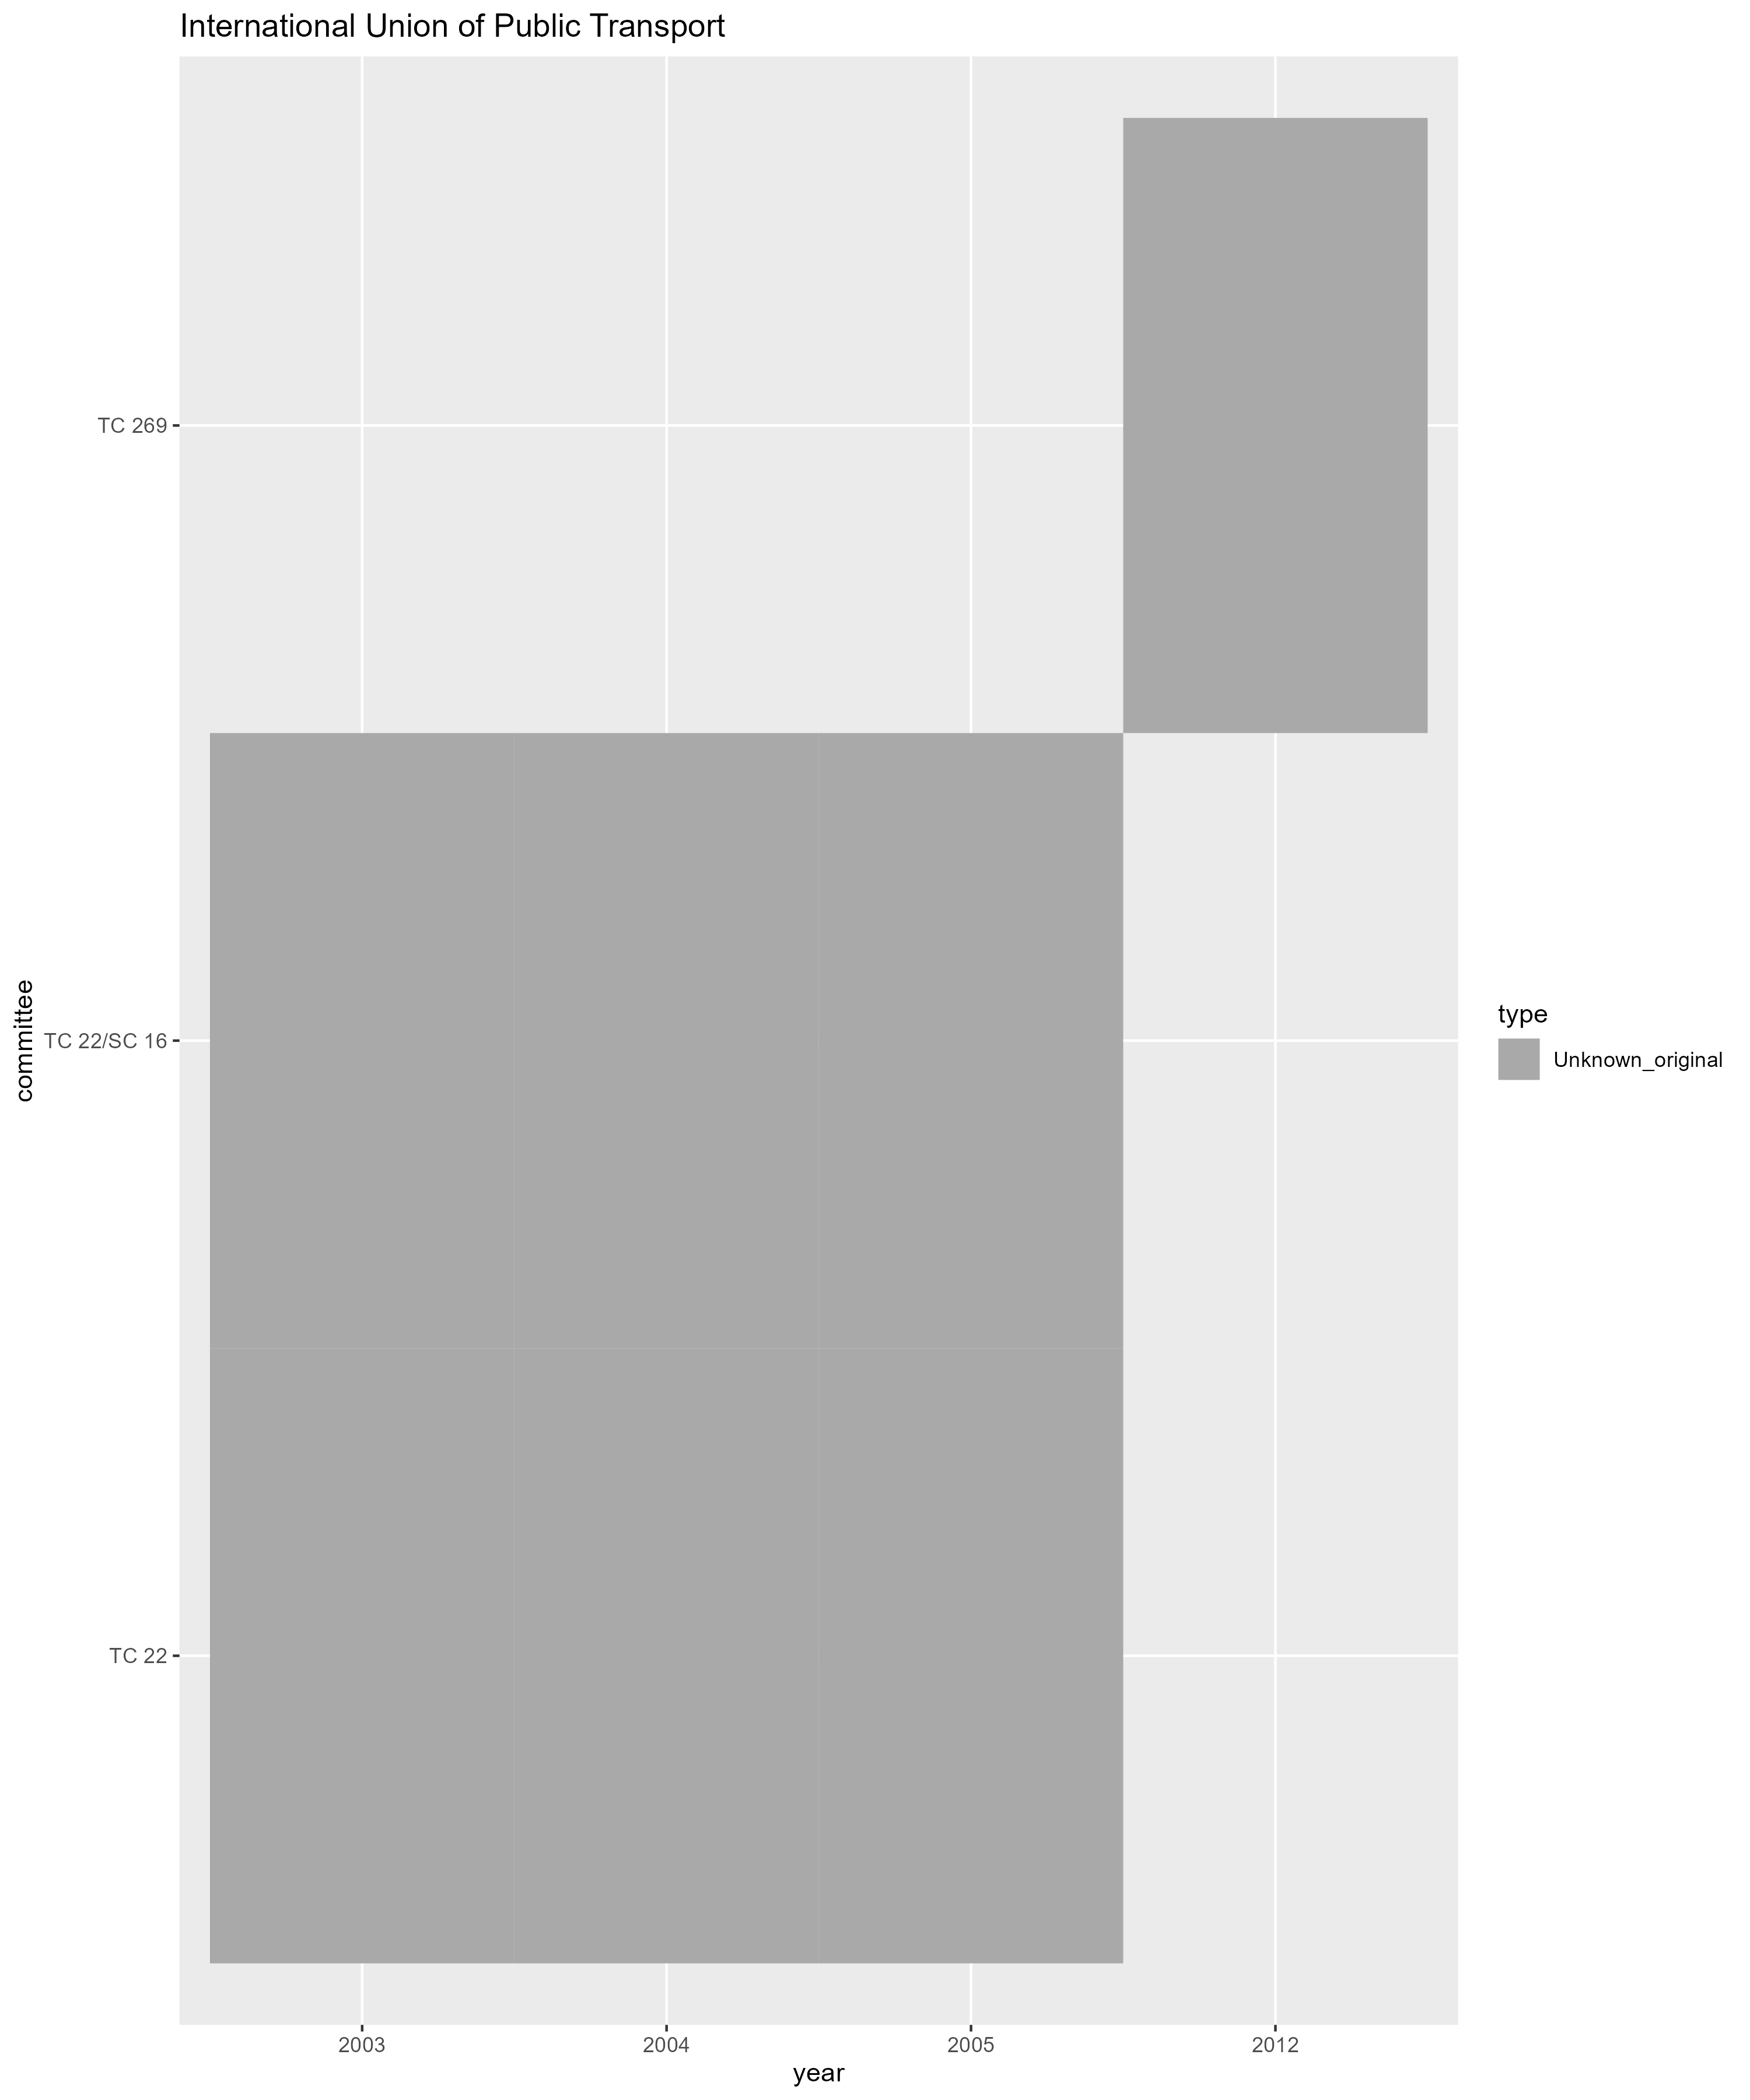 International Union of Public Transport
TC 269
TC 22/SC 16
TC 22
committee
2003
2004
2005
2012
year
type
Unknown_original